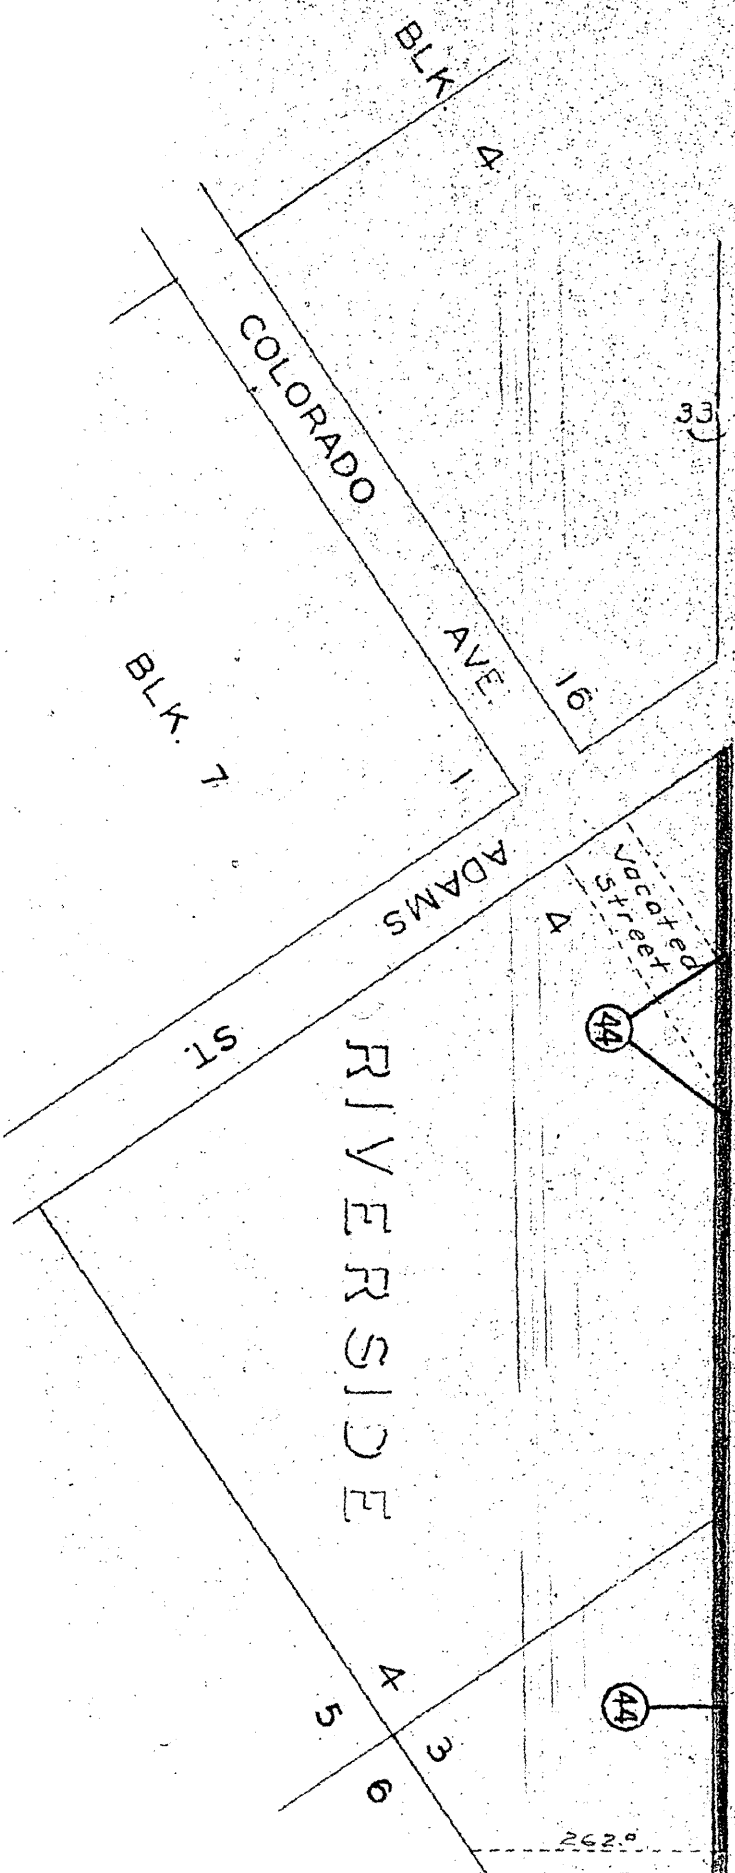 BLK. 4
33
COLORADO AVE.
16
BLK. 7
1
ADAMS ST.
vacated
street
4
44
RIVERSIDE
4
5
3
6
44
262.0